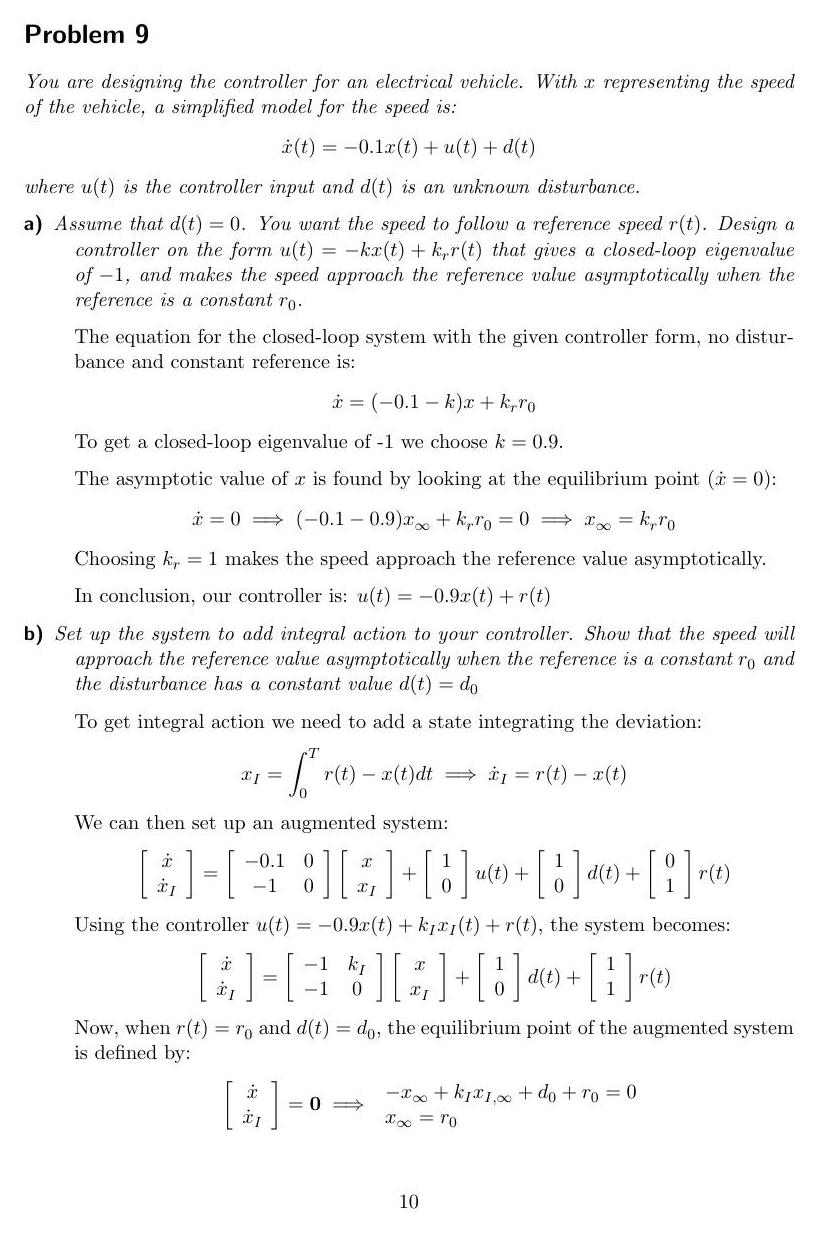 Problem 9
You are designing the controller for an electrical vehicle. With x representing the speed
of the vehicle, a simplified model for the speed is:
ẋ(t) = −0.1x(t) + u(t) + d(t)
where u(t) is the controller input and d(t) is an unknown disturbance.
a) Assume that d(t) = 0. You want the speed to follow a reference speed r(t). Design a
controller on the form u(t) = −kx(t) + k_r r(t) that gives a closed-loop eigenvalue
of −1, and makes the speed approach the reference value asymptotically when the
reference is a constant r₀.
The equation for the closed-loop system with the given controller form, no distur-
bance and constant reference is:
ẋ = (−0.1 − k)x + k_r r₀
To get a closed-loop eigenvalue of -1 we choose k = 0.9.
The asymptotic value of x is found by looking at the equilibrium point (ẋ = 0):
ẋ = 0 ⟹ (−0.1 − 0.9)x_∞ + k_r r₀ = 0 ⟹ x_∞ = k_r r₀
Choosing k_r = 1 makes the speed approach the reference value asymptotically.
In conclusion, our controller is: u(t) = −0.9x(t) + r(t)
b) Set up the system to add integral action to your controller. Show that the speed will
approach the reference value asymptotically when the reference is a constant r₀ and
the disturbance has a constant value d(t) = d₀
To get integral action we need to add a state integrating the deviation:
x_I = ∫₀ᵀ r(t) − x(t)dt ⟹ ẋ_I = r(t) − x(t)
We can then set up an augmented system:
[ẋ; ẋ_I] = [−0.1 0; −1 0] [x; x_I] + [1; 0] u(t) + [1; 0] d(t) + [0; 1] r(t)
Using the controller u(t) = −0.9x(t) + k_I x_I(t) + r(t), the system becomes:
[ẋ; ẋ_I] = [−1 k_I; −1 0] [x; x_I] + [1; 0] d(t) + [1; 1] r(t)
Now, when r(t) = r₀ and d(t) = d₀, the equilibrium point of the augmented system
is defined by:
[ẋ; ẋ_I] = 0 ⟹ −x_∞ + k_I x_{I,∞} + d₀ + r₀ = 0
x_∞ = r₀
10